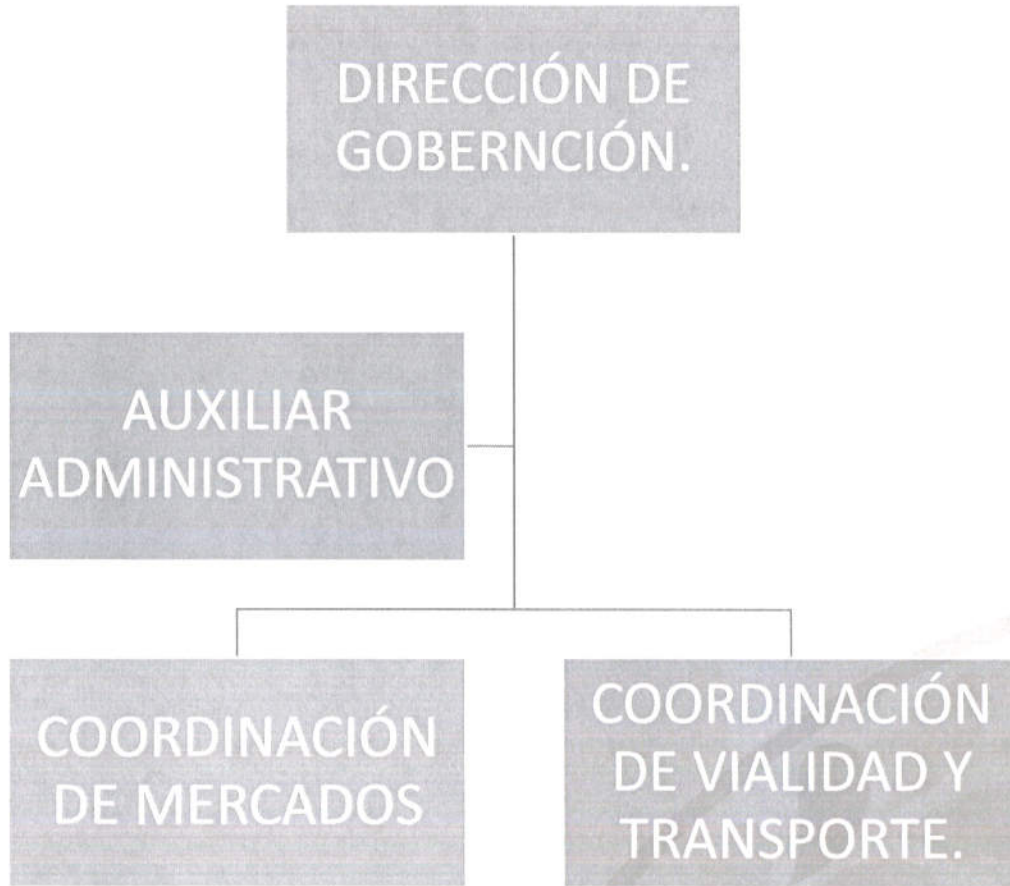 DIRECCIÓN DE
GOBERNCIÓN.
AUXILIAR
ADMINISTRATIVO
COORDINACIÓN
DE MERCADOS
COORDINACIÓN
DE VIALIDAD Y
TRANSPORTE.